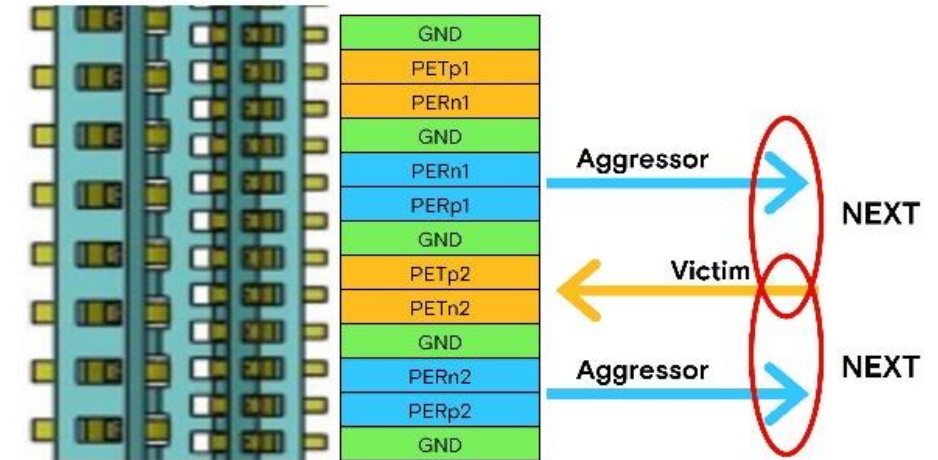 GND
PETp1
PERn1
GND
PERn1
PERp1
GND
PETp2
PETn2
GND
PERn2
PERp2
GND
Aggressor
NEXT
Victim
Aggressor
NEXT